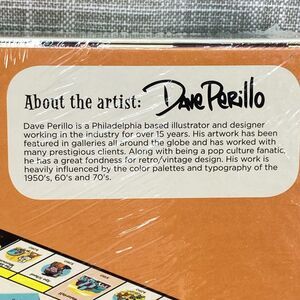 About the artist: Dave Perillo
Dave Perillo is a Philadelphia based illustrator and designer
working in the industry for over 15 years. His artwork has been
featured in galleries all around the globe and has worked with
many prestigious clients. Along with being a pop culture fanatic,
he has a great fondness for retro/vintage design. His work is
heavily influenced by the color palettes and typography of the
1950's, 60's and 70's.